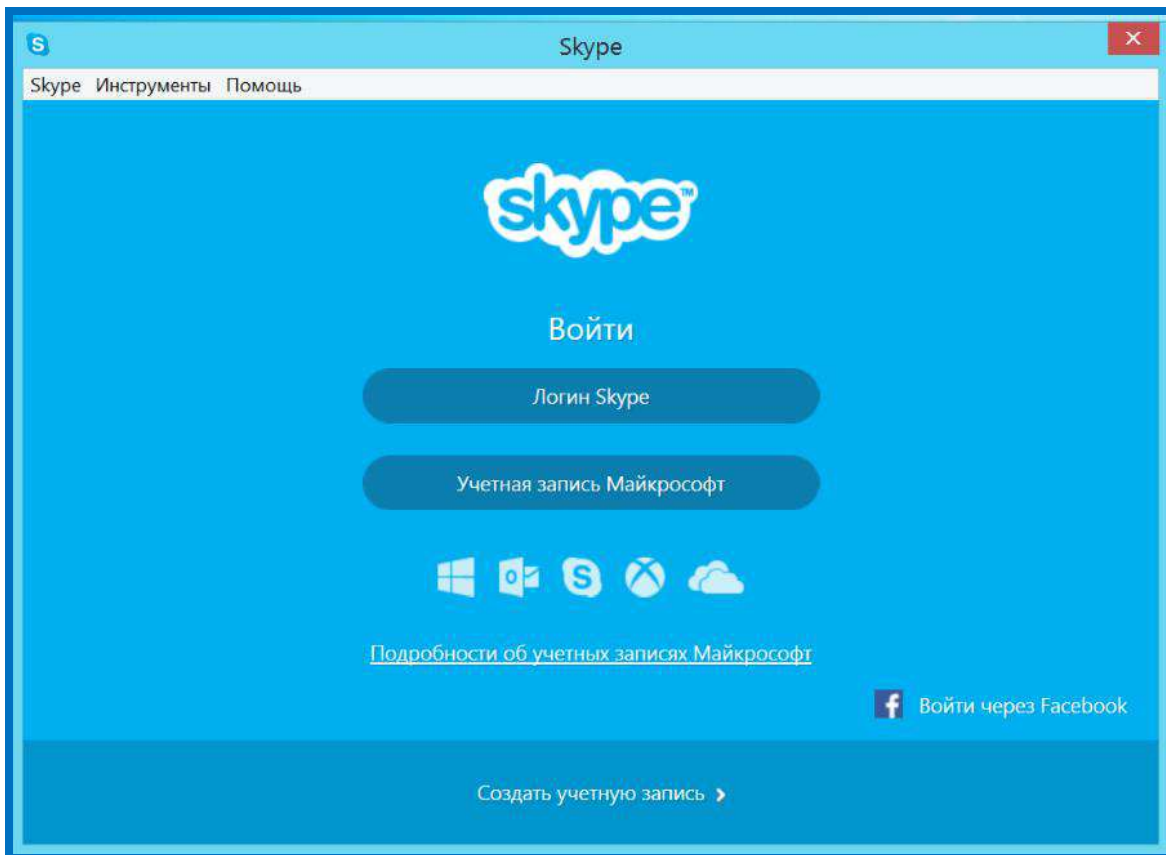 Skype
Skype Инструменты Помощь
skype™
Войти
Логин Skype
Учетная запись Майкрософт
Подробности об учетных записях Майкрософт
Войти через Facebook
Создать учетную запись